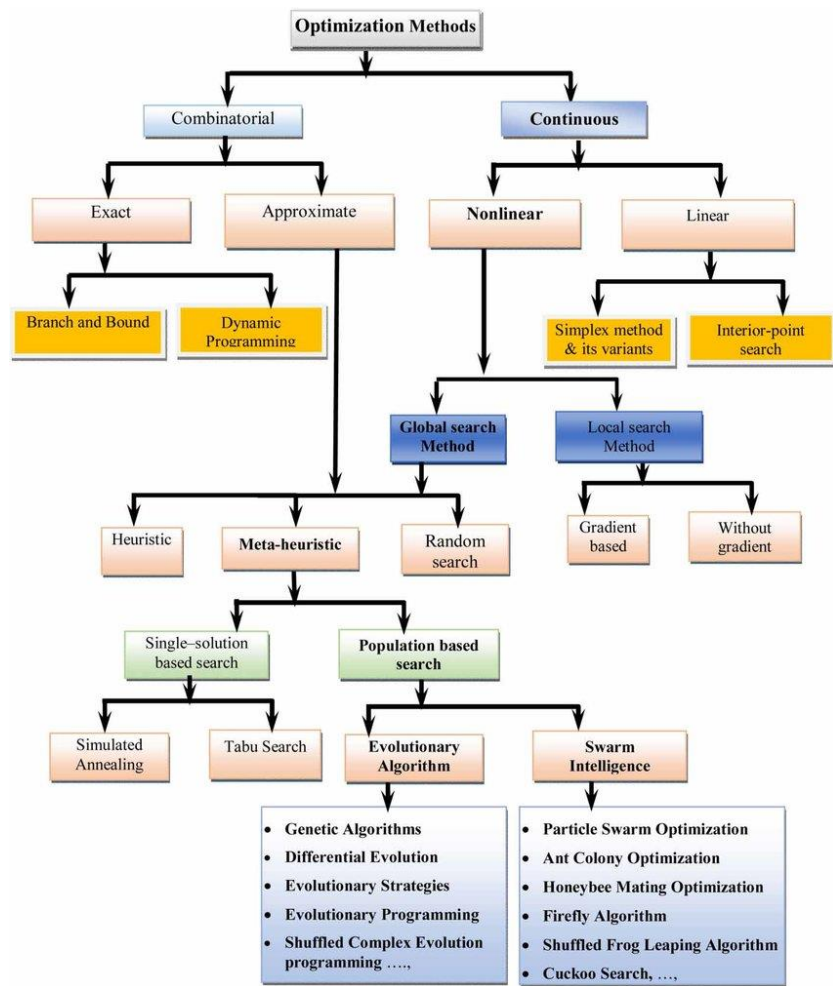 Optimization Methods
Combinatorial
Continuous
Exact
Approximate
Nonlinear
Linear
Branch and Bound
Dynamic
Programming
Simplex method
& its variants
Interior-point
search
Global search
Method
Local search
Method
Heuristic
Meta-heuristic
Random
search
Gradient
based
Without
gradient
Single–solution
based search
Population based
search
Simulated
Annealing
Tabu Search
Evolutionary
Algorithm
Swarm
Intelligence
• Genetic Algorithms
• Differential Evolution
• Evolutionary Strategies
• Evolutionary Programming
• Shuffled Complex Evolution
programming ….,
• Particle Swarm Optimization
• Ant Colony Optimization
• Honeybee Mating Optimization
• Firefly Algorithm
• Shuffled Frog Leaping Algorithm
• Cuckoo Search, …,